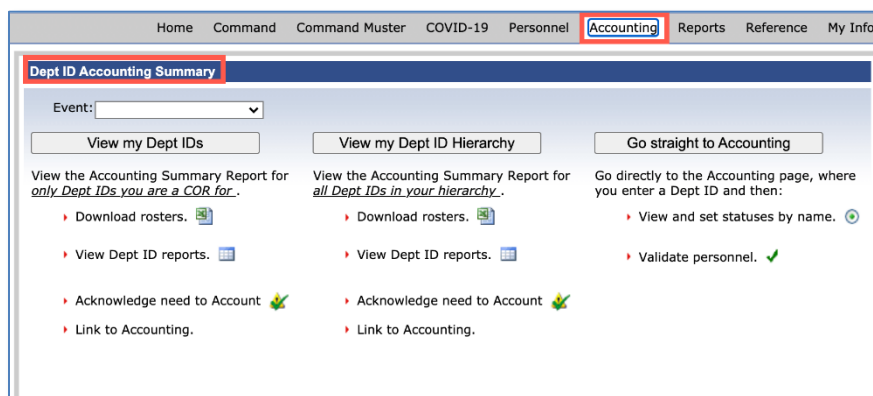 Home Command Command Muster COVID-19 Personnel Accounting Reports Reference My Info
Dept ID Accounting Summary
Event:
View my Dept IDs
View the Accounting Summary Report for
only Dept IDs you are a COR for .
Download rosters.
View Dept ID reports.
Acknowledge need to Account
Link to Accounting.
View my Dept ID Hierarchy
View the Accounting Summary Report for
all Dept IDs in your hierarchy .
Download rosters.
View Dept ID reports.
Acknowledge need to Account
Link to Accounting.
Go straight to Accounting
Go directly to the Accounting page, where
you enter a Dept ID and then:
View and set statuses by name.
Validate personnel.